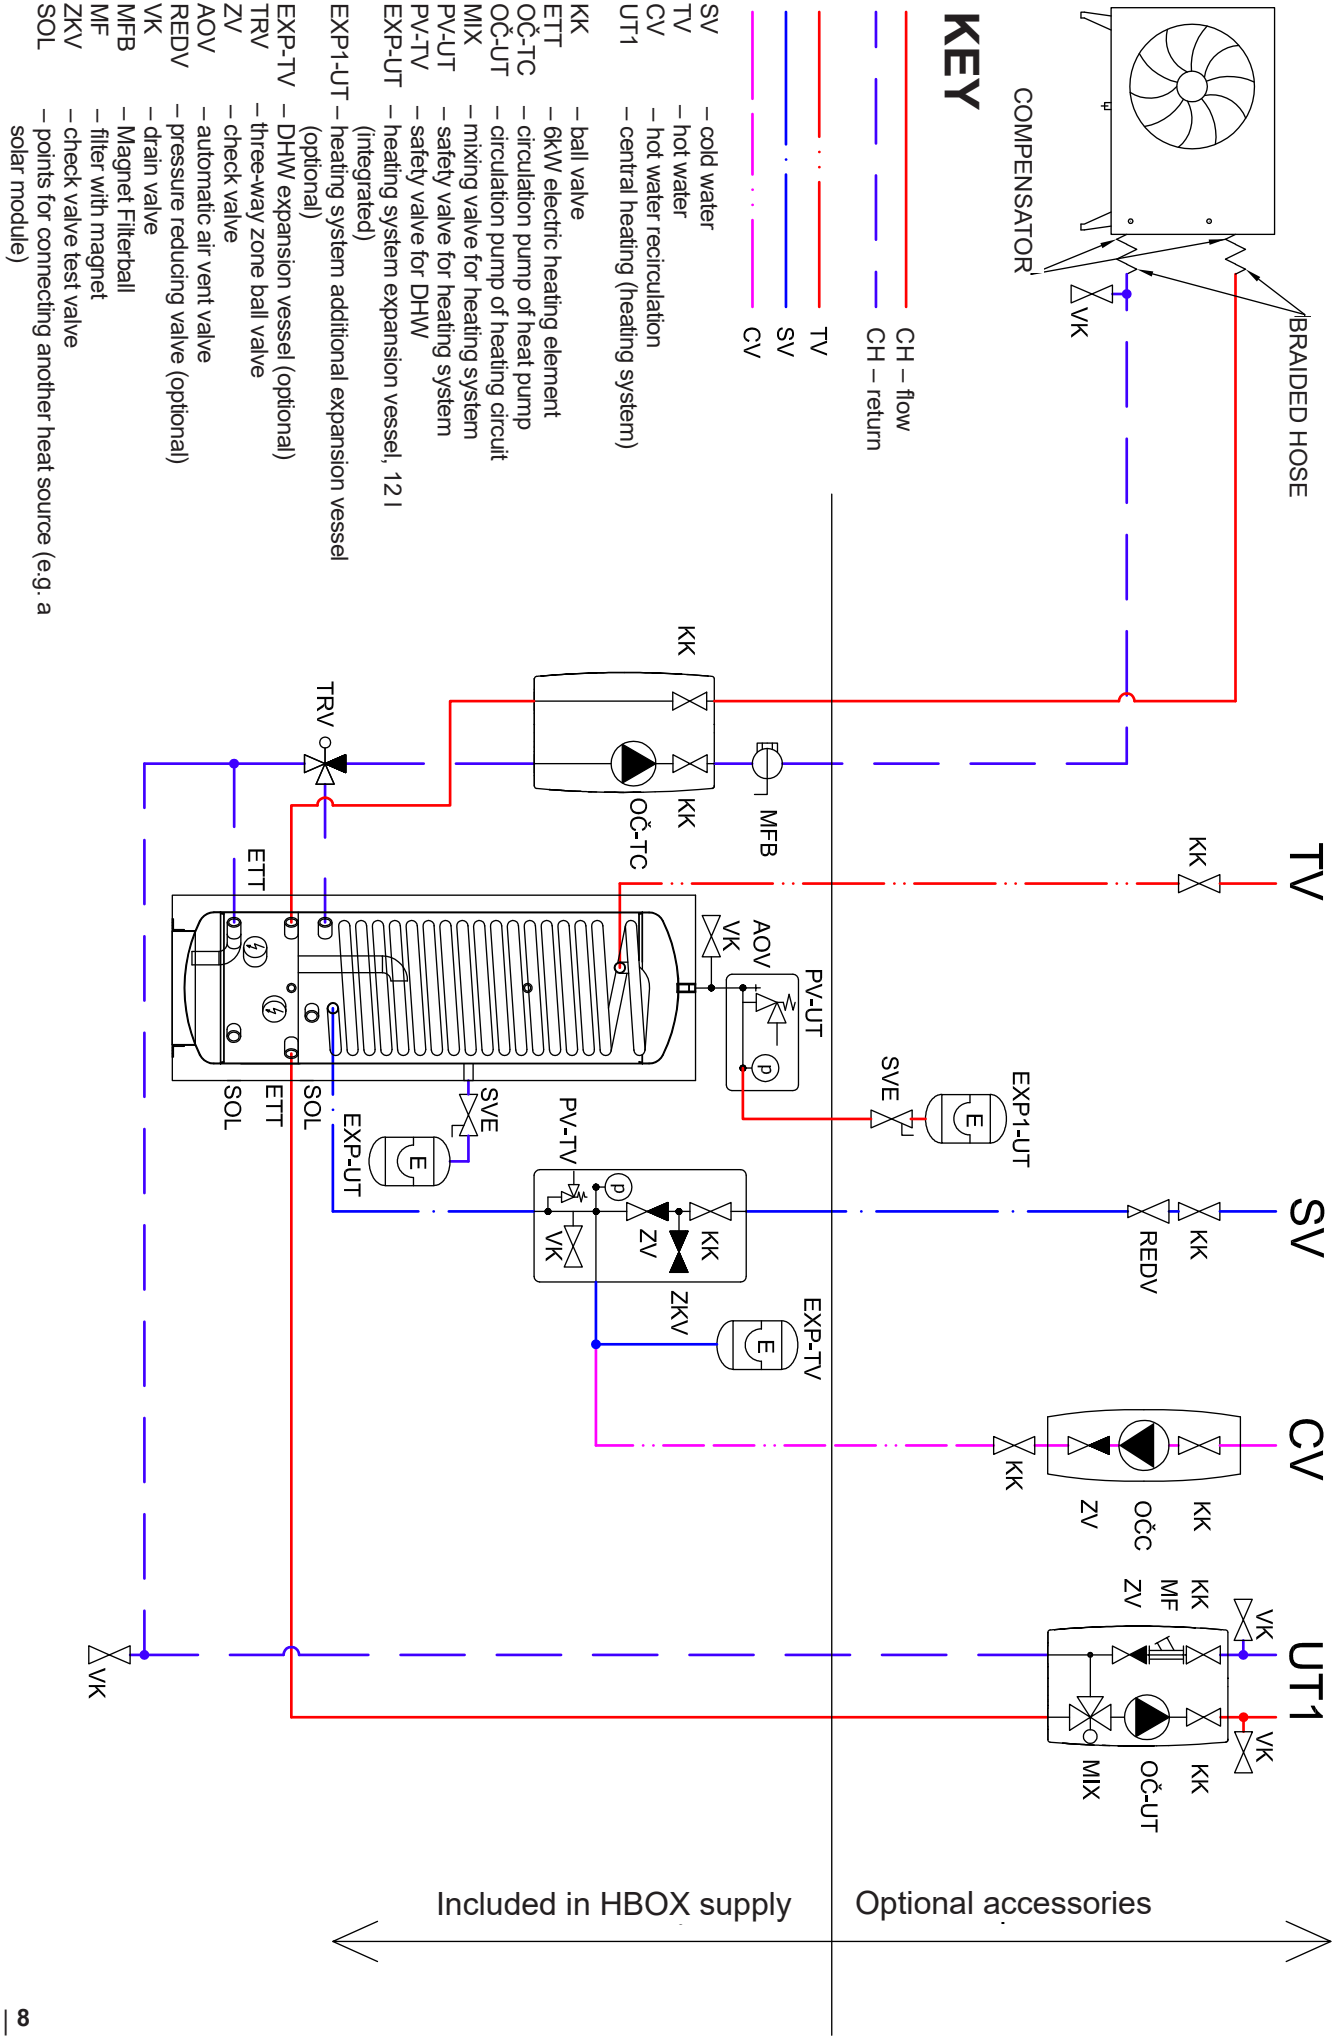 KEY
CH – flow
CH – return
TV
SV
CV
SV – cold water
TV – hot water
CV – hot water recirculation
UT1 – central heating (heating system)
KK – ball valve
ETT – 6kW electric heating element
OČ-TC – circulation pump of heat pump
OČ-UT – circulation pump of heating circuit
MIX – mixing valve for heating system
PV-UT – safety valve for heating system
PV-TV – safety valve for DHW
EXP-UT – heating system expansion vessel, 12 l
(integrated)
EXP1-UT – heating system additional expansion vessel
(optional)
EXP-TV – DHW expansion vessel (optional)
TRV – three-way zone ball valve
ZV – check valve
AOV – automatic air vent valve
REDV – pressure reducing valve (optional)
VK – drain valve
MFB – Magnet Filterball
MF – filter with magnet
ZKV – check valve test valve
SOL – points for connecting another heat source (e.g. a
solar module)
COMPENSATOR
BRAIDED HOSE
VK
TV
SV
CV
UT1
KK
KK
REDV
KK
OČC
ZV
KK
KK
MF
ZV
VK
VK
KK
OČ-UT
MIX
KK
KK
OČ-TC
MFB
TRV
ETT
VK
AOV
PV-UT
p
SVE
EXP1-UT
E
SOL
ETT
SOL
EXP-UT
E
SVE
PV-TV
p
VK
ZV
KK
ZKV
EXP-TV
E
VK
Included in HBOX supply
Optional accessories
| 8